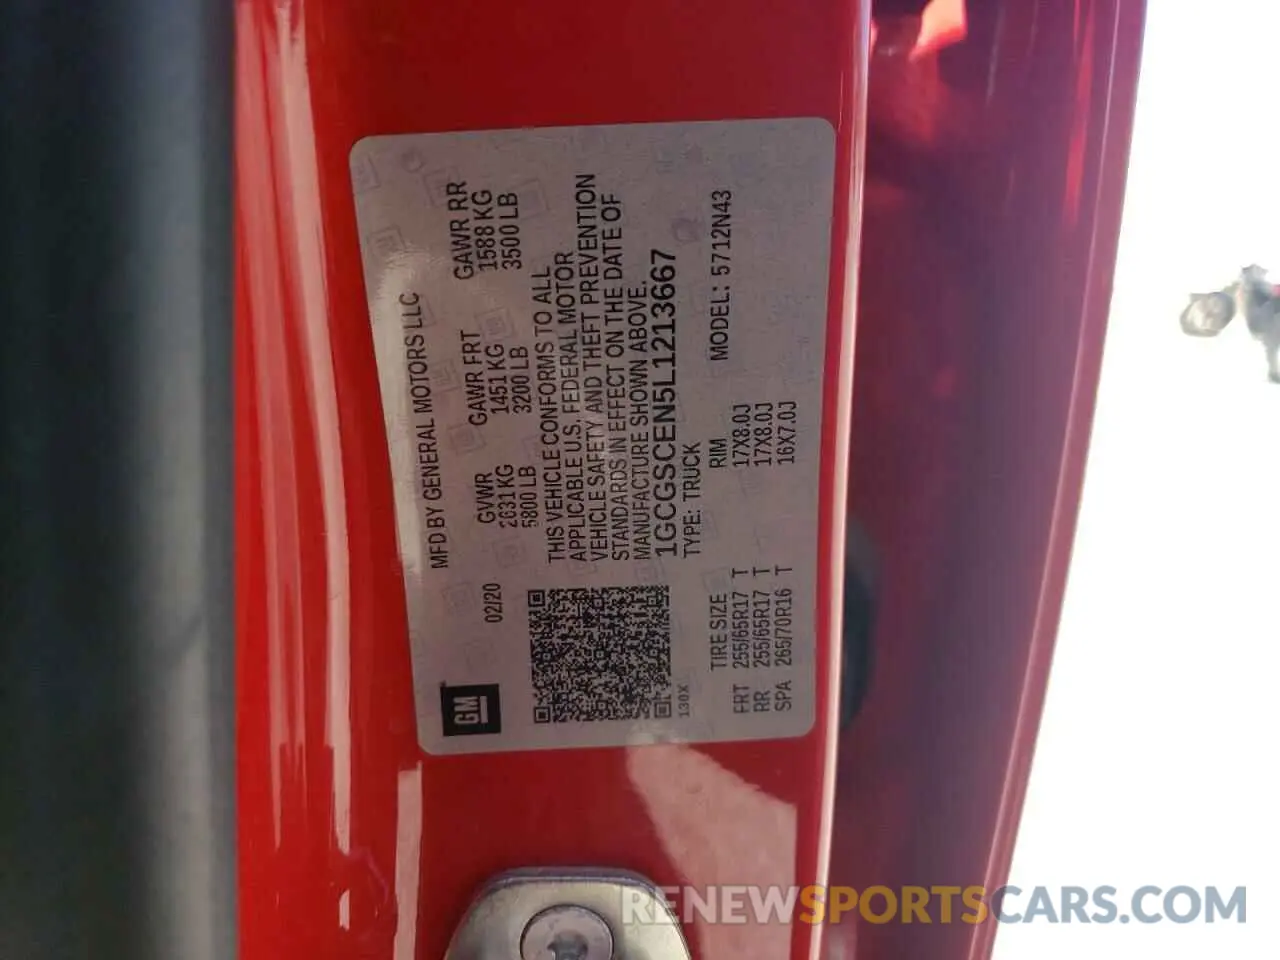 MFD BY GENERAL MOTORS LLC
02/20 GVWR GAWR FRT GAWR RR
2631 KG 1451 KG 1588 KG
5800 LB 3200 LB 3500 LB
THIS VEHICLE CONFORMS TO ALL
APPLICABLE U.S. FEDERAL MOTOR
VEHICLE SAFETY AND THEFT PREVENTION
STANDARDS IN EFFECT ON THE DATE OF
MANUFACTURE SHOWN ABOVE.
1GCGSCEN5L1213667
TYPE: TRUCK
GM
130X
MODEL: 5712N43
TIRE SIZE RIM
FRT 255/65R17 T 17X8.0J
RR 255/65R17 T 17X8.0J
SPA 265/70R16 T 16X7.0J
RENEWSPORTSCARS.COM